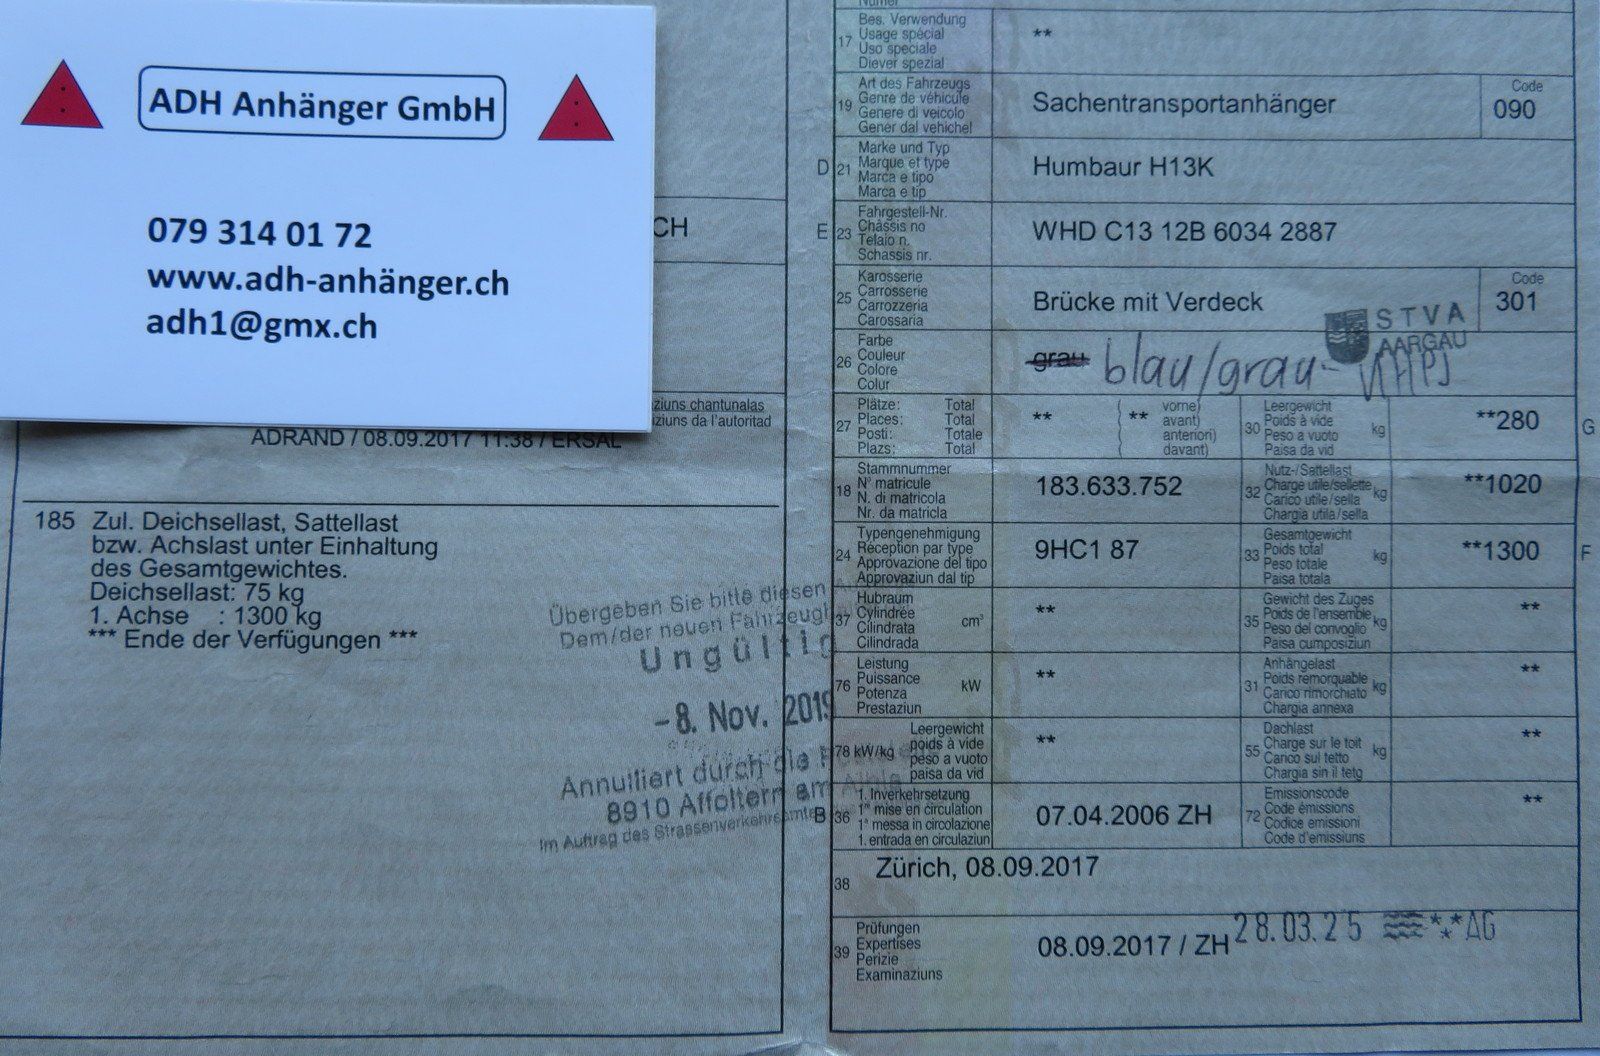 ADH Anhänger GmbH
079 314 01 72
www.adh-anhänger.ch
adh1@gmx.ch
CH
ziuns chantunalas
ziuns da l'autoritad
ADRAND / 08.09.2017 11:38 / ERSAL
185 Zul. Deichsellast, Sattellast
bzw. Achslast unter Einhaltung
des Gesamtgewichtes.
Deichsellast: 75 kg
1. Achse : 1300 kg
*** Ende der Verfügungen ***
Übergeben Sie bitte diesen
Dem/der neuen Fahrzeugh
Ungültig
-8. Nov. 2019
Annulliert durch die
8910 Affoltern am Albis
Im Auftrag des Strassenverkehrsamtes
Numer
17 Bes. Verwendung
Usage spécial
Uso speciale
Diever spezial
**
19 Art des Fahrzeugs
Genre de véhicule
Genere di veicolo
Gener dal vehichel
Sachentransportanhänger
Code
090
D 21 Marke und Typ
Marque et type
Marca e tipo
Marca e tip
Humbaur H13K
E 23 Fahrgestell-Nr.
Châssis no
Telaio n.
Schassis nr.
WHD C13 12B 6034 2887
25 Karosserie
Carrosserie
Carrozzeria
Carossaria
Brücke mit Verdeck
Code
301
STVA
AARGAU
26 Farbe
Couleur
Colore
Colur
grau blau/grau-
27 Plätze: Total
Places: Total
Posti: Totale
Plazs: Total
** ( ** vorne)
avant)
anteriori)
davant)
30 Leergewicht
Poids à vide
Peso a vuoto
Paisa da vid
kg
**280 G
18 Stammnummer
N° matricule
N. di matricola
Nr. da matricla
183.633.752
32 Nutz-/Sattellast
Charge utile/sellette
Carico utile/sella
Chargia utila/sella
kg
**1020
24 Typengenehmigung
Réception par type
Approvazione del tipo
Approvaziun dal tip
9HC1 87
33 Gesamtgewicht
Poids total
Peso totale
Paisa totala
kg
**1300 F
37 Hubraum
Cylindrée
Cilindrata
Cilindrada
cm³
**
35 Gewicht des Zuges
Poids de l'ensemble
Peso del convoglio
Paisa cumposiziun
kg
**
76 Leistung
Puissance
Potenza
Prestaziun
kW
**
31 Anhängelast
Poids remorquable
Carico rimorchiato
Chargia annexa
kg
**
78 kW/kg Leergewicht
poids à vide
peso a vuoto
paisa da vid
**
55 Dachlast
Charge sur le toit
Carico sul tetto
Chargia sin il tetg
kg
**
B 36 1. Inverkehrsetzung
1re mise en circulation
1a messa in circolazione
1. entrada en circulaziun
07.04.2006 ZH
72 Emissionscode
Code émissions
Codice emissioni
Code d'emissiuns
**
38 Zürich, 08.09.2017
39 Prüfungen
Expertises
Perizie
Examinaziuns
08.09.2017 / ZH 28.03.25 AG